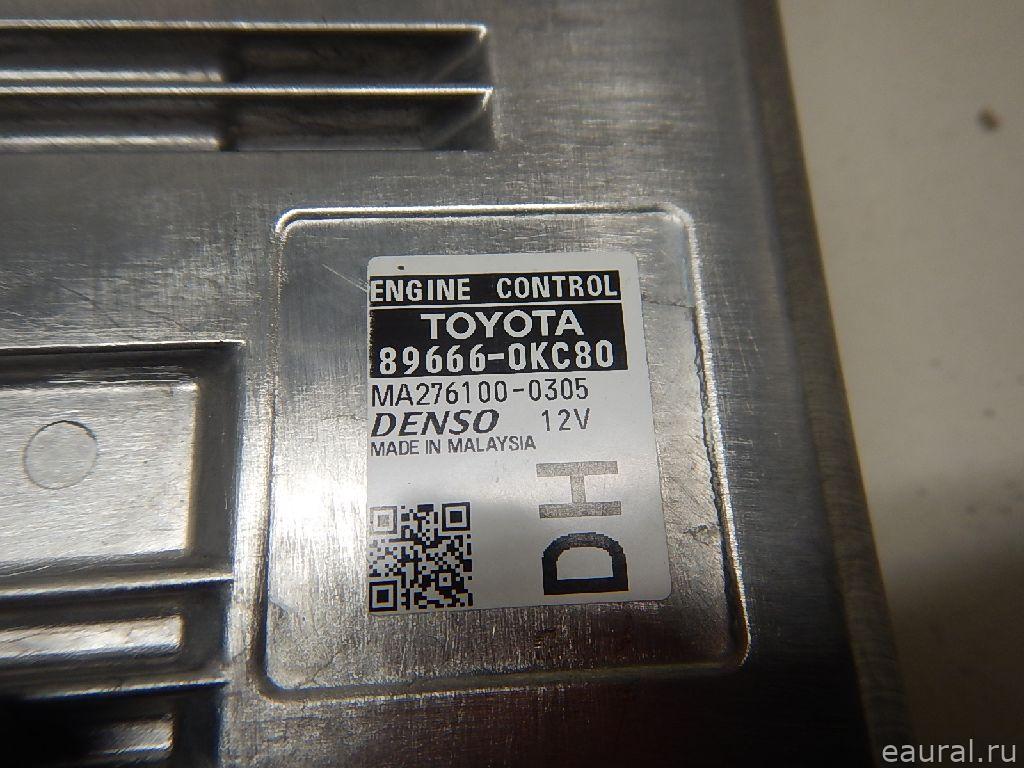 ENGINE CONTROL
TOYOTA
89666-0KC80
MA276100-0305
DENSO 12V
MADE IN MALAYSIA
DH
eaural.ru